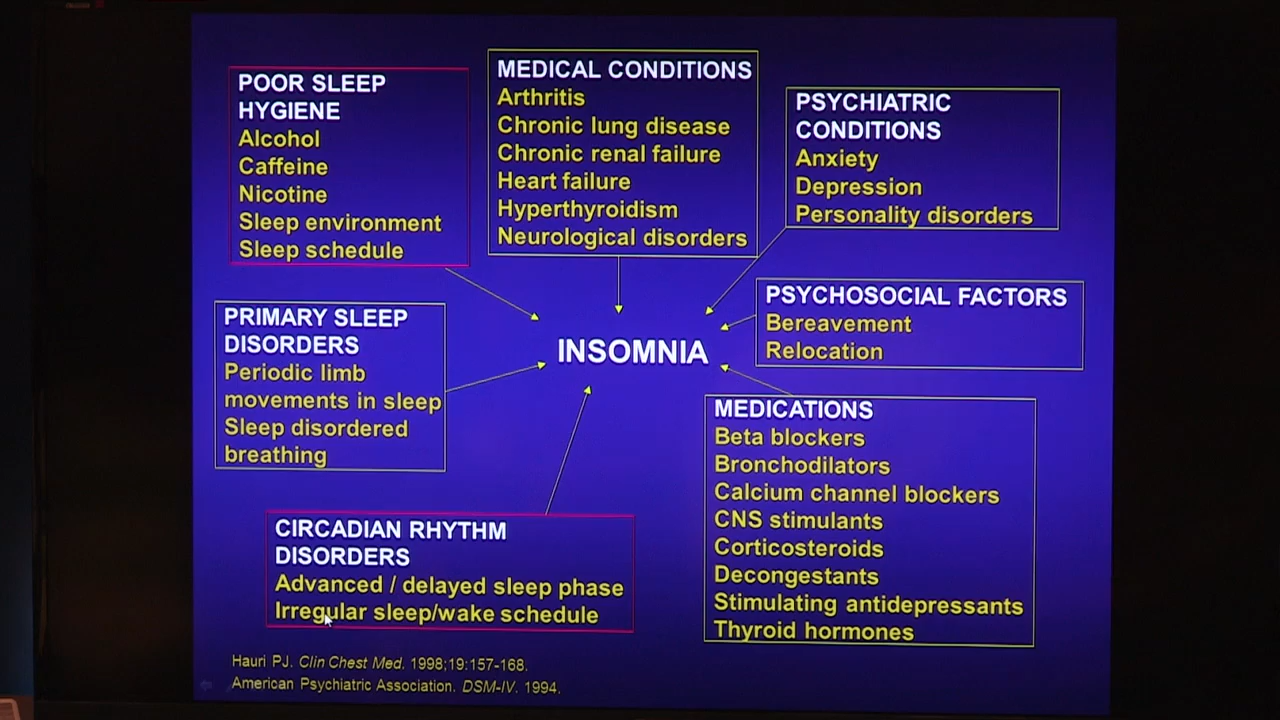 POOR SLEEP
HYGIENE
Alcohol
Caffeine
Nicotine
Sleep environment
Sleep schedule
MEDICAL CONDITIONS
Arthritis
Chronic lung disease
Chronic renal failure
Heart failure
Hyperthyroidism
Neurological disorders
PSYCHIATRIC
CONDITIONS
Anxiety
Depression
Personality disorders
PRIMARY SLEEP
DISORDERS
Periodic limb
movements in sleep
Sleep disordered
breathing
INSOMNIA
PSYCHOSOCIAL FACTORS
Bereavement
Relocation
CIRCADIAN RHYTHM
DISORDERS
Advanced / delayed sleep phase
Irregular sleep/wake schedule
MEDICATIONS
Beta blockers
Bronchodilators
Calcium channel blockers
CNS stimulants
Corticosteroids
Decongestants
Stimulating antidepressants
Thyroid hormones
Hauri PJ. Clin Chest Med. 1998;19:157-168.
American Psychiatric Association. DSM-IV. 1994.